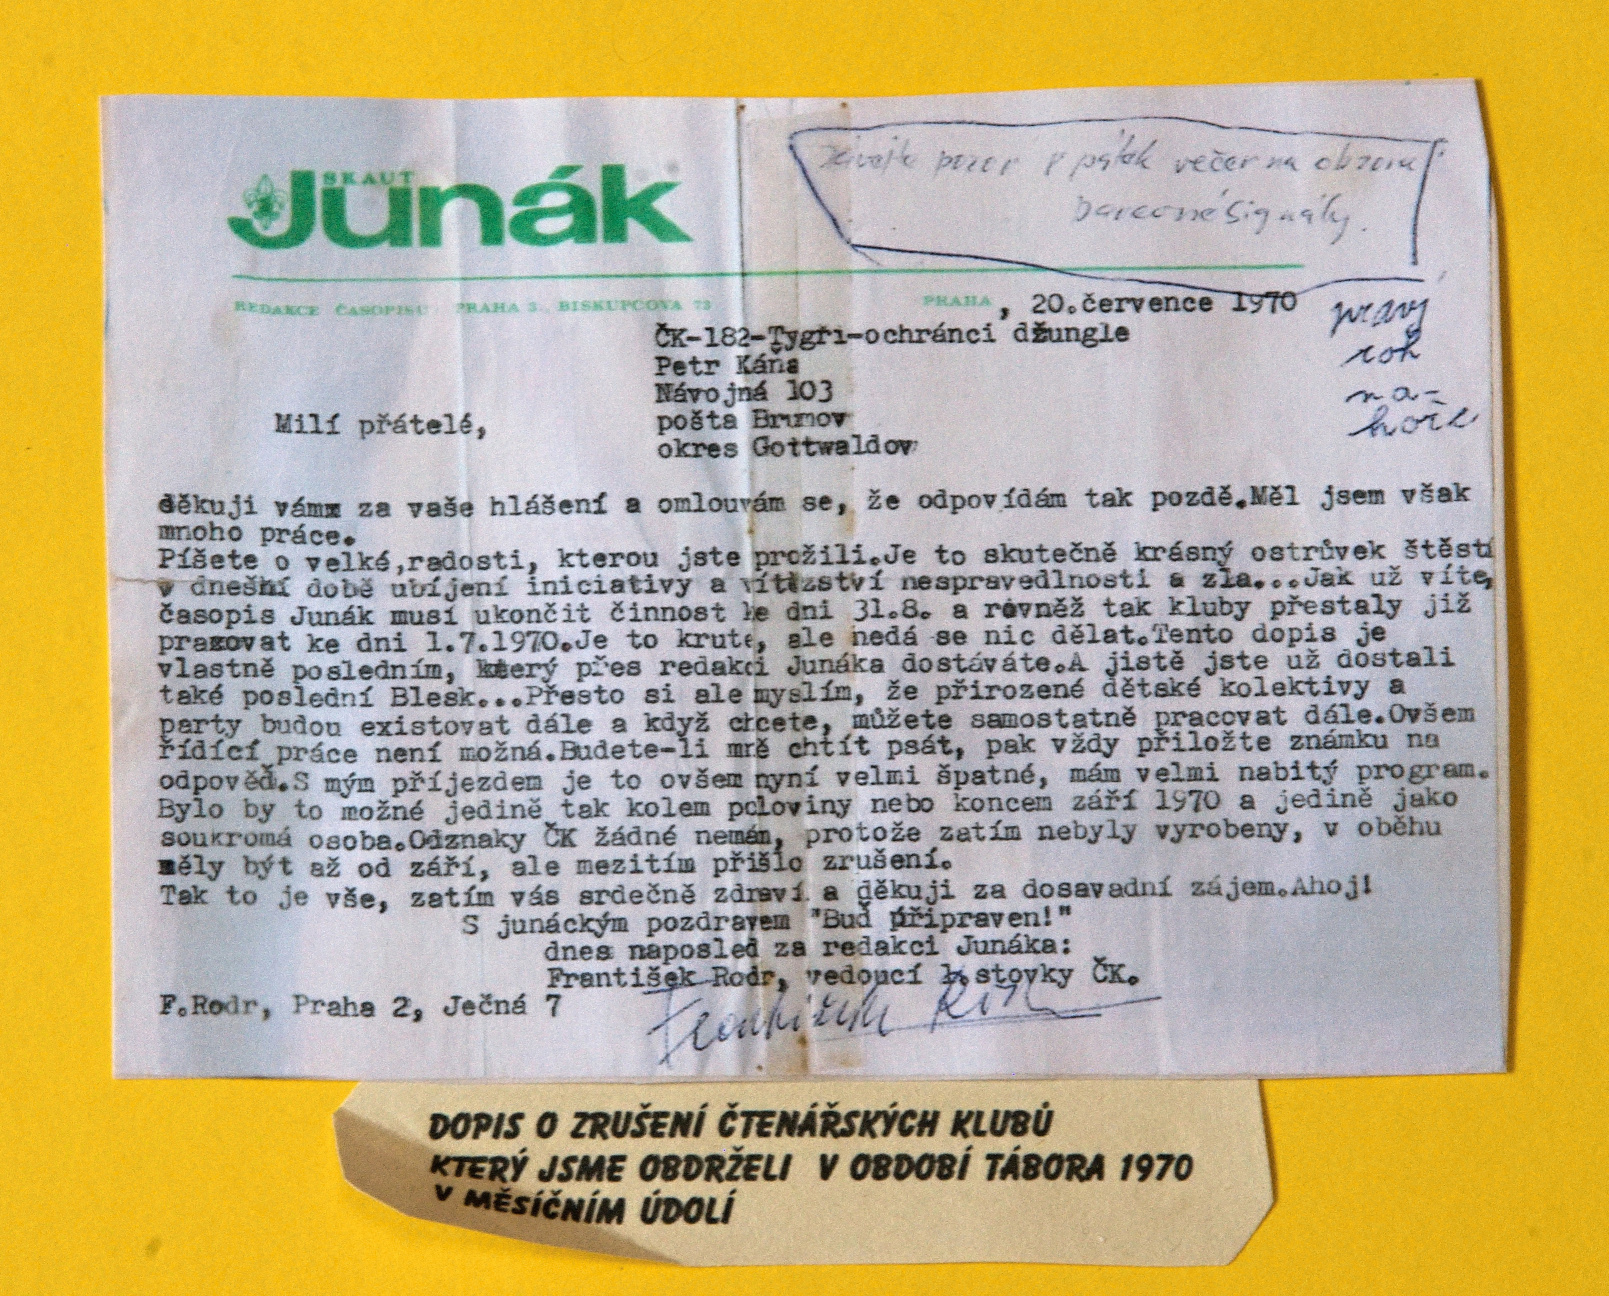 SKAUT
Junák
pozor v pátek večer na obzoru
barevné signály.
REDAKCE ČASOPISU PRAHA 3., BISKUPCOVA 73
PRAHA , 20.července 1970
pravý
roh
na-
hoře
ČK-182-Tygři-ochránci džungle
Petr Káňa
Návojná 103
Milí přátelé, pošta Brumov
okres Gottwaldov
děkuji vámx za vaše hlášení a omlouvám se, že odpovídám tak pozdě.Měl jsem však
mnoho práce.
Píšete o velké,radosti, kterou jste prožili.Je to skutečně krásný ostrůvek štěstí
v dnešní době ubíjení iniciativy a vítězství nespravedlnosti a zla...Jak už víte,
časopis Junák musí ukončit činnost ke dni 31.8. a rovněž tak kluby přestaly již
pracovat ke dni 1.7.1970.Je to kruté, ale nedá se nic dělat.Tento dopis je
vlastně posledním, který přes redakci Junáka dostáváte.A jistě jste už dostali
také poslední Blesk...Přesto si ale myslím, že přirozené dětské kolektivy a
party budou existovat dále a když chcete, můžete samostatně pracovat dále.Ovšem
řídící práce není možná.Budete-li mně chtít psát, pak vždy přiložte známku na
odpověď.S mým příjezdem je to ovšem nyní velmi špatné, mám velmi nabitý program.
Bylo by to možné jedině tak kolem poloviny nebo koncem září 1970 a jedině jako
soukromá osoba.Odznaky ČK žádné nemám, protože zatím nebyly vyrobeny, v oběhu
měly být až od září, ale mezitím přišlo zrušení.
Tak to je vše, zatím vás srdečně zdraví a děkuji za dosavadní zájem.Ahoj!
S junáckým pozdravem "Buď připraven!"
dnes naposled za redakci Junáka:
František Rodr, vedoucí 1.stovky ČK.
F.Rodr, Praha 2, Ječná 7
František Rodr
DOPIS O ZRUŠENÍ ČTENÁŘSKÝCH KLUBŮ
KTERÝ JSME OBDRŽELI V OBDOBÍ TÁBORA 1970
V MĚSÍČNÍM ÚDOLÍ